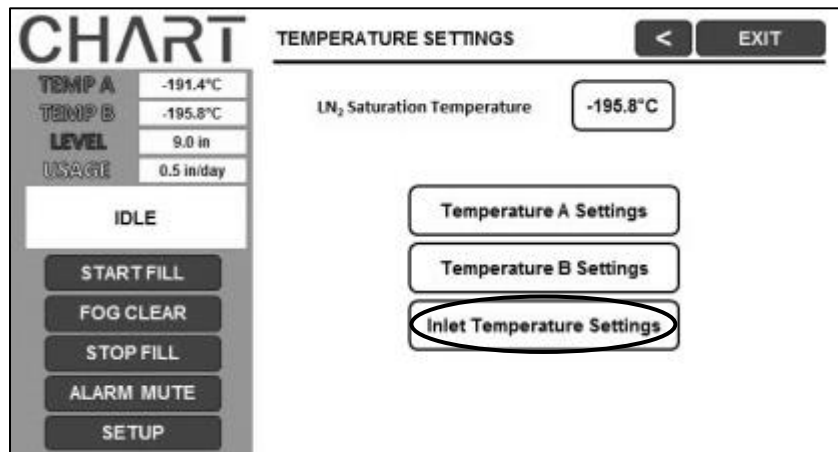 CHART
TEMPERATURE SETTINGS
< EXIT
TEMP A -191.4°C
TEMP B -195.8°C
LEVEL 9.0 in
USAGE 0.5 in/day
IDLE
START FILL
FOG CLEAR
STOP FILL
ALARM MUTE
SETUP
LN₂ Saturation Temperature -195.8°C
Temperature A Settings
Temperature B Settings
Inlet Temperature Settings